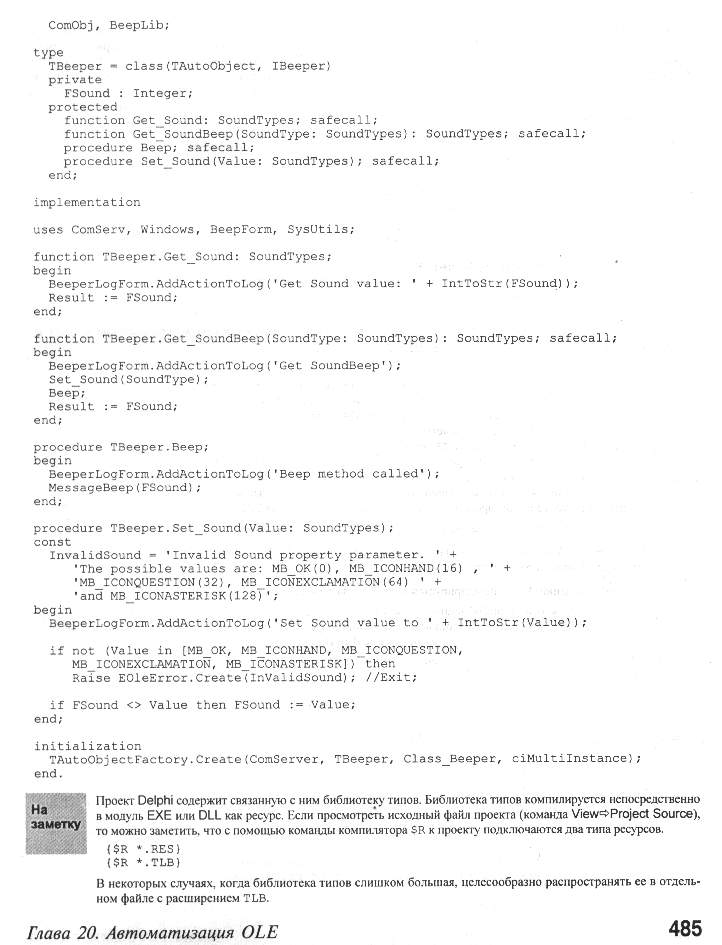 ComObj, BeepLib;
type
TBeeper = class(TAutoObject, IBeeper)
private
FSound : Integer;
protected
function Get_Sound: SoundTypes; safecall;
function Get_SoundBeep(SoundType: SoundTypes): SoundTypes; safecall;
procedure Beep; safecall;
procedure Set_Sound(Value: SoundTypes); safecall;
end;
implementation
uses ComServ, Windows, BeepForm, SysUtils;
function TBeeper.Get_Sound: SoundTypes;
begin
BeeperLogForm.AddActionToLog('Get Sound value: ' + IntToStr(FSound));
Result := FSound;
end;
function TBeeper.Get_SoundBeep(SoundType: SoundTypes): SoundTypes; safecall;
begin
BeeperLogForm.AddActionToLog('Get SoundBeep');
Set_Sound(SoundType);
Beep;
Result := FSound;
end;
procedure TBeeper.Beep;
begin
BeeperLogForm.AddActionToLog('Beep method called');
MessageBeep(FSound);
end;
procedure TBeeper.Set_Sound(Value: SoundTypes);
const
InvalidSound = 'Invalid Sound property parameter. ' +
'The possible values are: MB_OK(0), MB_ICONHAND(16) , ' +
'MB_ICONQUESTION(32), MB_ICONEXCLAMATION(64) ' +
'and MB_ICONASTERISK(128)';
begin
BeeperLogForm.AddActionToLog('Set Sound value to ' + IntToStr(Value));
if not (Value in [MB_OK, MB_ICONHAND, MB_ICONQUESTION,
MB_ICONEXCLAMATION, MB_ICONASTERISK]) then
Raise EOleError.Create(InValidSound); //Exit;
if FSound <> Value then FSound := Value;
end;
initialization
TAutoObjectFactory.Create(ComServer, TBeeper, Class_Beeper, ciMultiInstance);
end.
На
заметку
Проект Delphi содержит связанную с ним библиотеку типов. Библиотека типов компилируется непосредственно
в модуль EXE или DLL как ресурс. Если просмотреть исходный файл проекта (команда View⇨Project Source),
то можно заметить, что с помощью команды компилятора $R к проекту подключаются два типа ресурсов.
{$R *.RES}
{$R *.TLB}
В некоторых случаях, когда библиотека типов слишком большая, целесообразно распространять ее в отдель-
ном файле с расширением TLB.
Глава 20. Автоматизация OLE
485